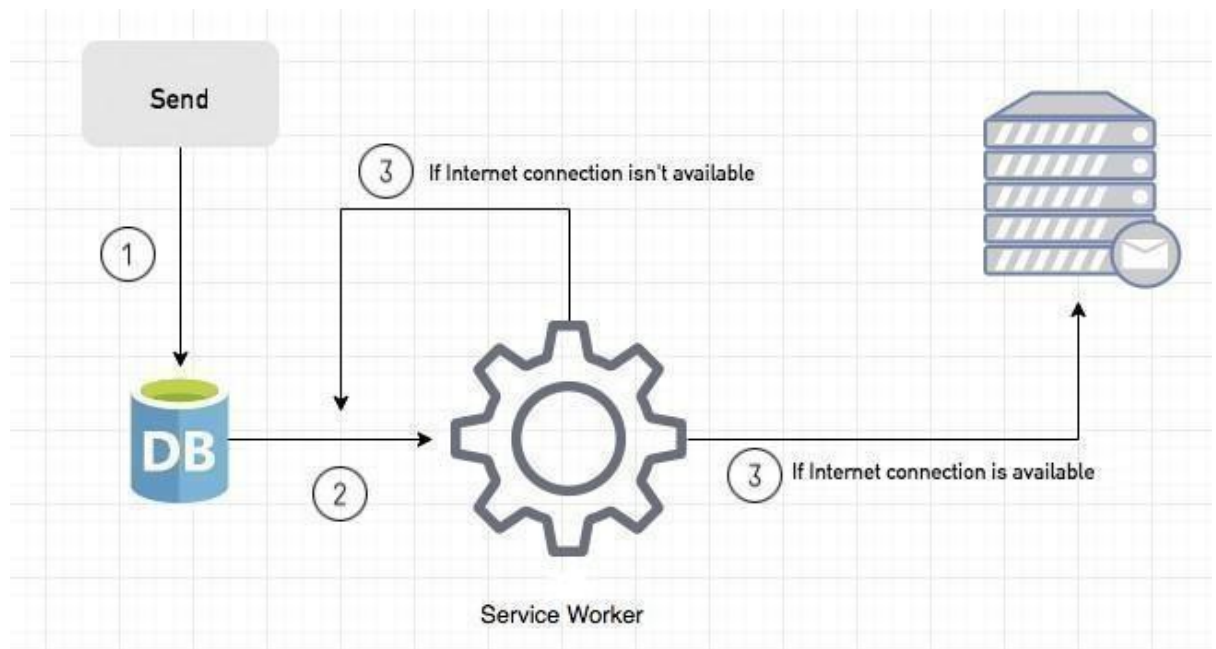 Send
3
If Internet connection isn't available
1
DB
2
3
If Internet connection is available
Service Worker